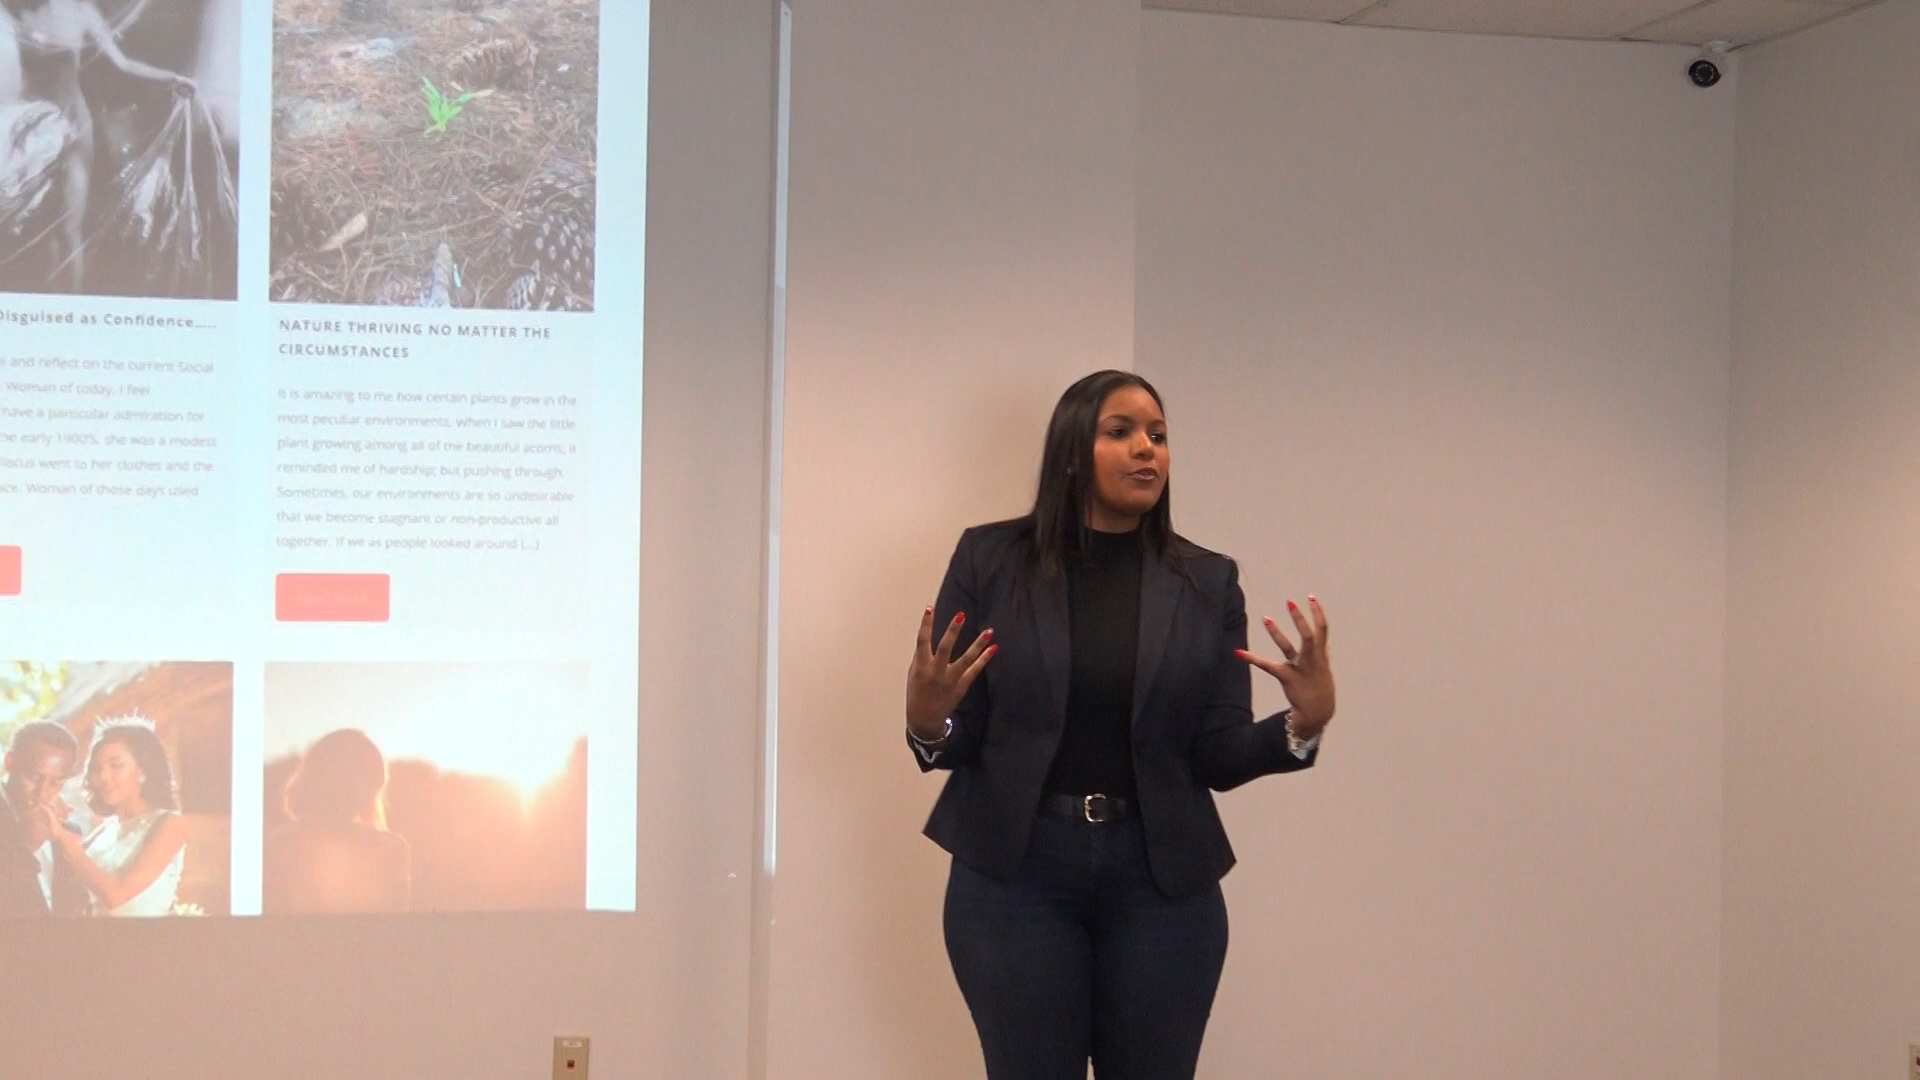 Disguised as Confidence.....
and reflect on the current Social
Woman of today, I feel
have a particular admiration for
early 1900'S, she was a modest
focus went to her clothes and the
Woman of those days used
NATURE THRIVING NO MATTER THE
CIRCUMSTANCES
It is amazing to me how certain plants grow in the
most peculiar environments, when I saw the little
plant growing among all of the beautiful acorns, it
reminded me of hardship; but pushing through.
Sometimes, our environments are so undesirable
that we become stagnant or non-productive all
together. If we as people looked around [...]